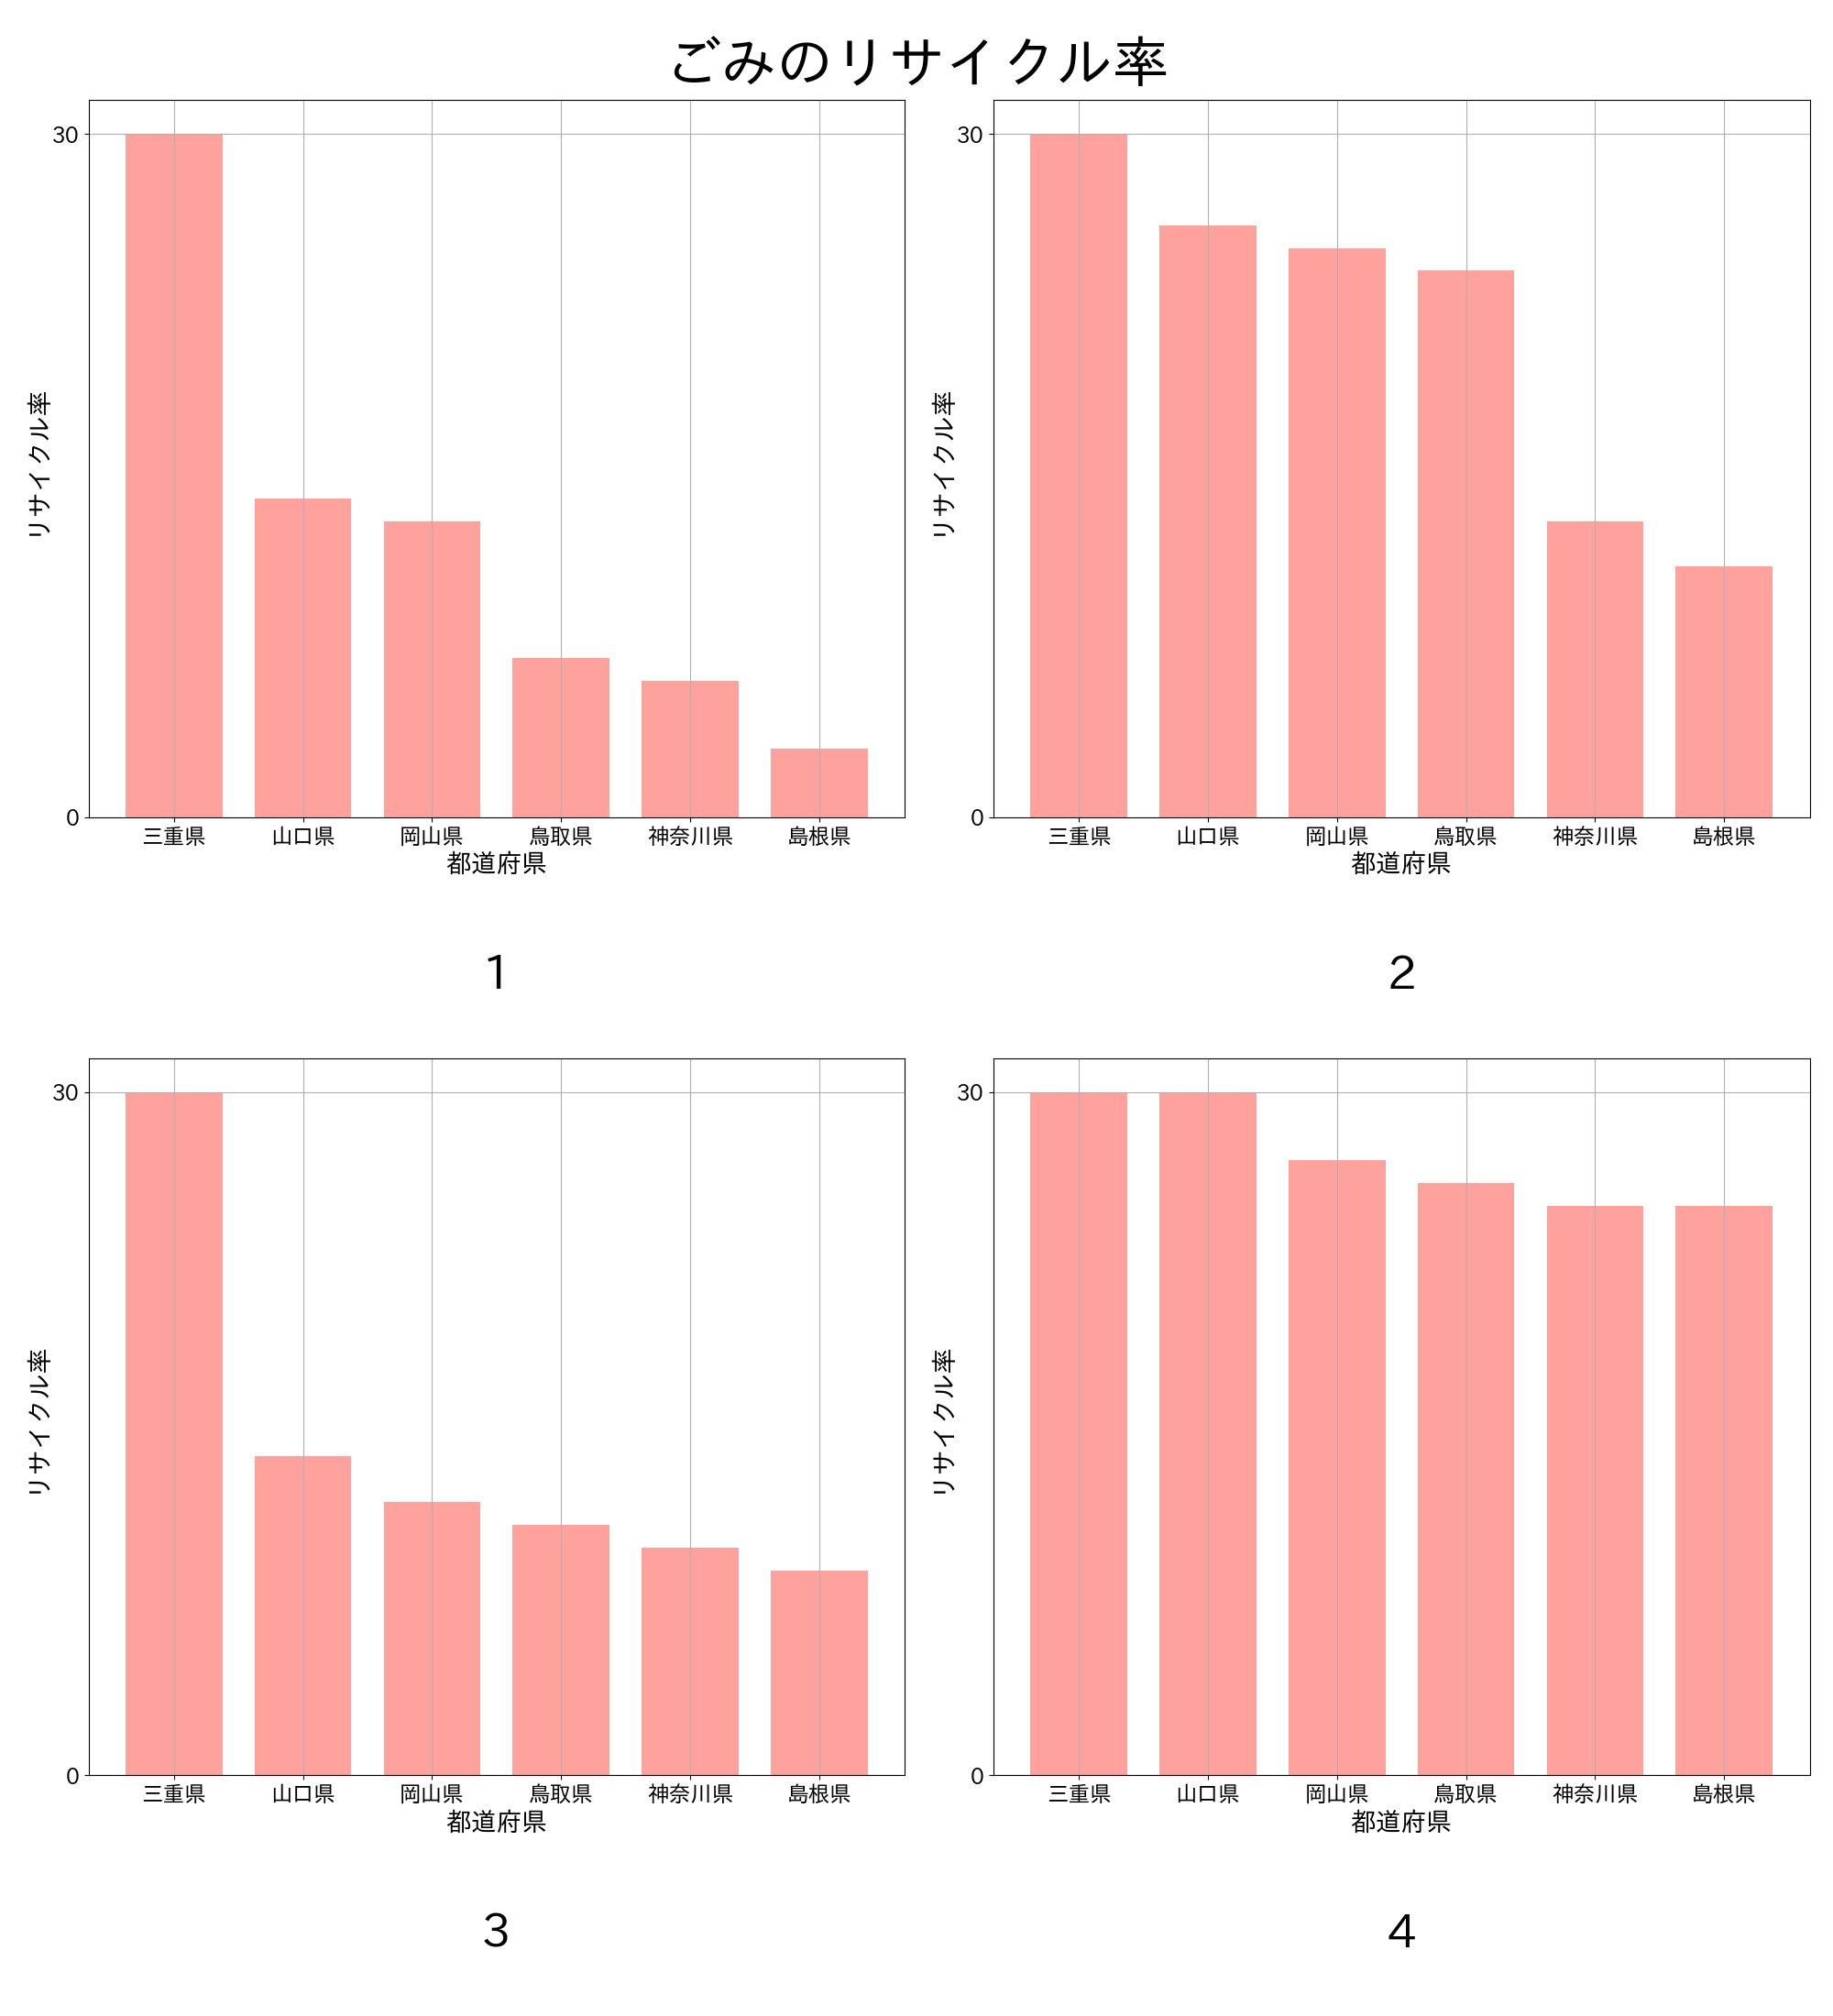 ごみのリサイクル率
30
0
リサイクル率
三重県 山口県 岡山県 鳥取県 神奈川県 島根県
都道府県
1
30
0
リサイクル率
三重県 山口県 岡山県 鳥取県 神奈川県 島根県
都道府県
2
30
0
リサイクル率
三重県 山口県 岡山県 鳥取県 神奈川県 島根県
都道府県
3
30
0
リサイクル率
三重県 山口県 岡山県 鳥取県 神奈川県 島根県
都道府県
4